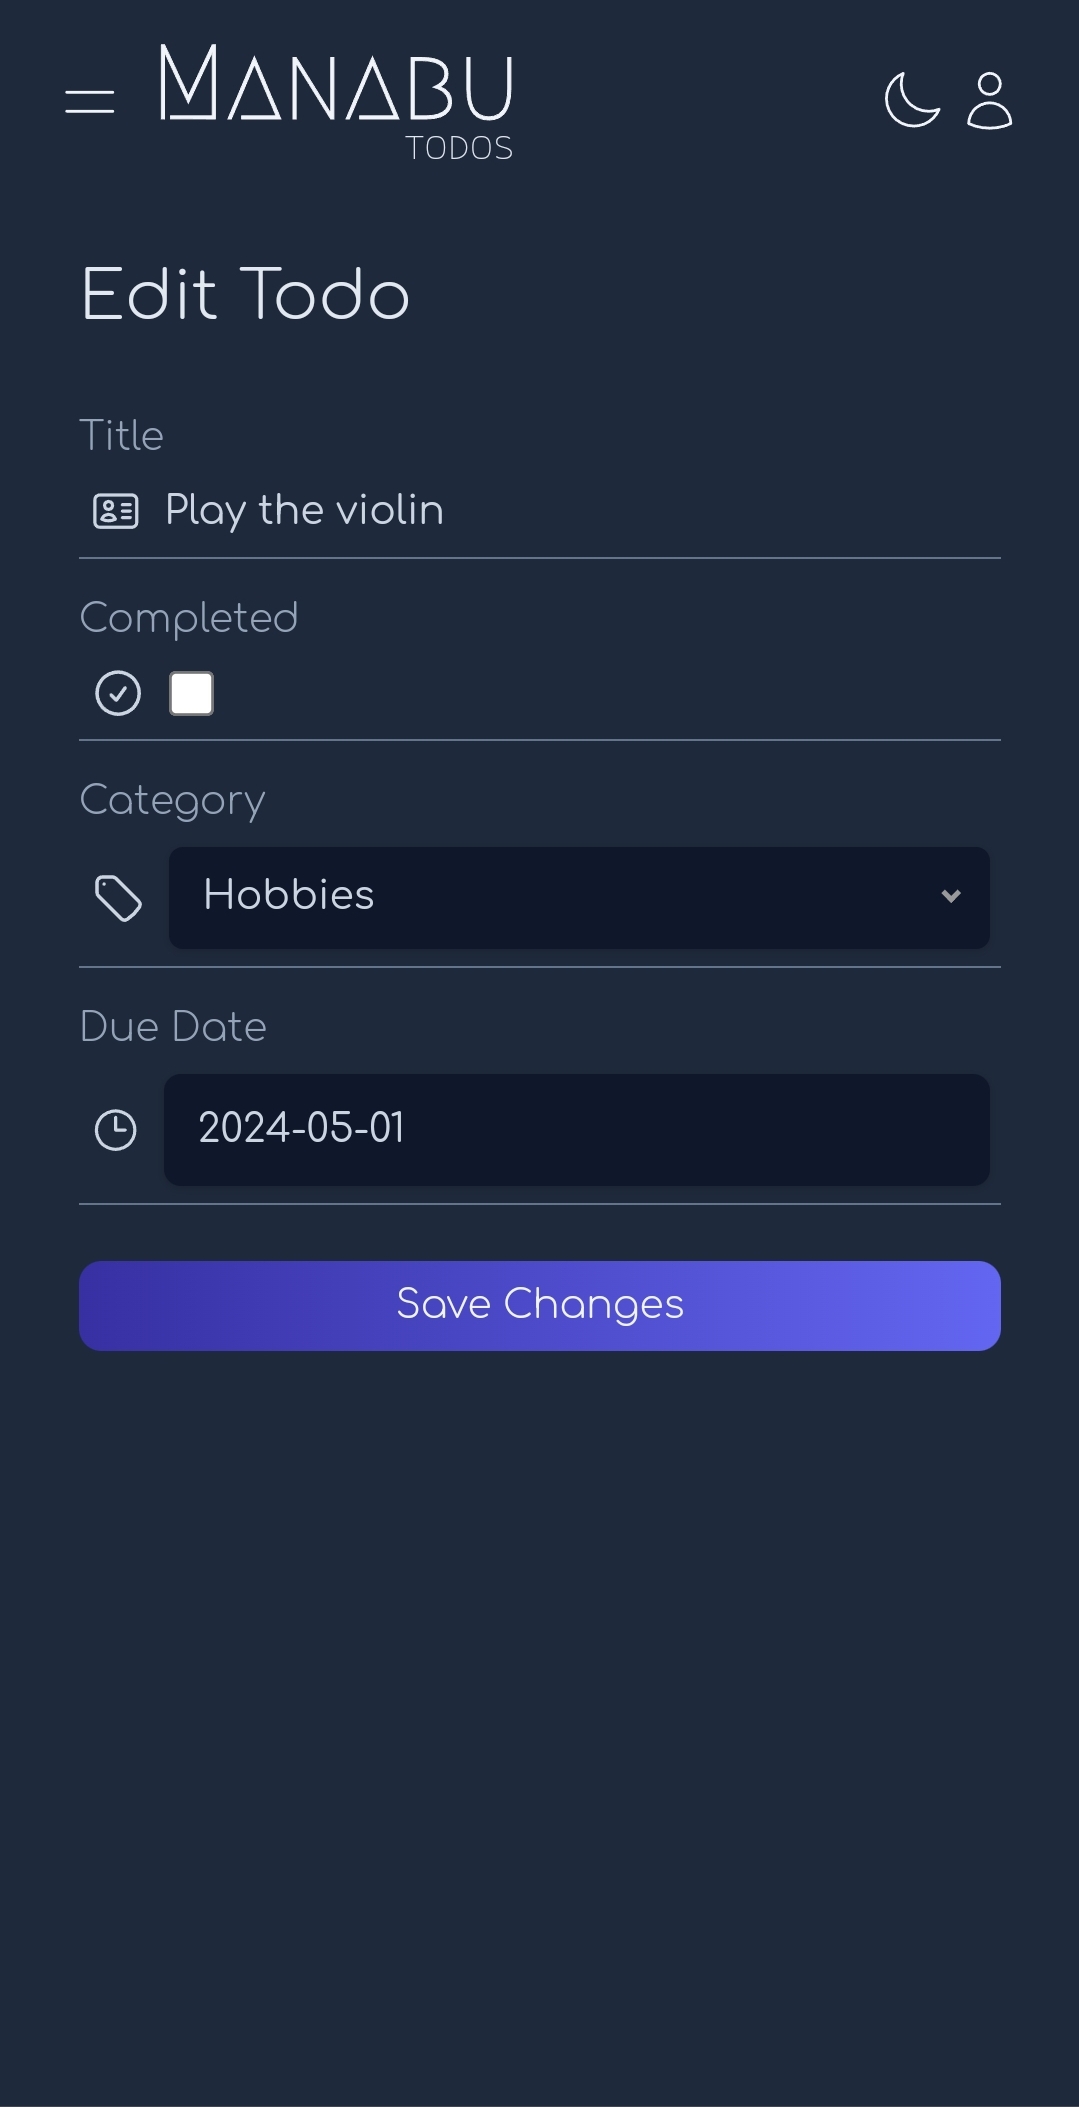 MANABU
TODOS
Edit Todo
Title
Play the violin
Completed
Category
Hobbies
Due Date
2024-05-01
Save Changes